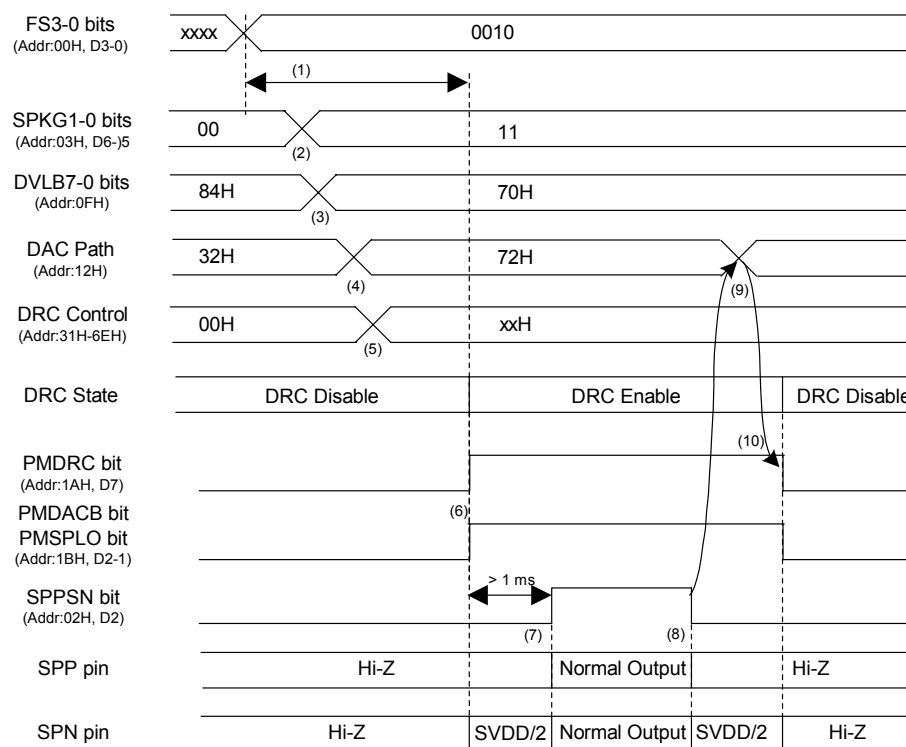 FS3-0 bits
(Addr:00H, D3-0)
xxxx
0010
(1)
SPKG1-0 bits
(Addr:03H, D6-)5
00
11
(2)
DVLB7-0 bits
(Addr:0FH)
84H
70H
(3)
DAC Path
(Addr:12H)
32H
72H
(4)
(9)
DRC Control
(Addr:31H-6EH)
00H
xxH
(5)
DRC State
DRC Disable
DRC Enable
DRC Disable
(10)
PMDRC bit
(Addr:1AH, D7)
(6)
PMDACB bit
PMSPLO bit
(Addr:1BH, D2-1)
> 1 ms
SPPSN bit
(Addr:02H, D2)
(7)
(8)
SPP pin
Hi-Z
Normal Output
Hi-Z
SPN pin
Hi-Z
SVDD/2
Normal Output
SVDD/2
Hi-Z